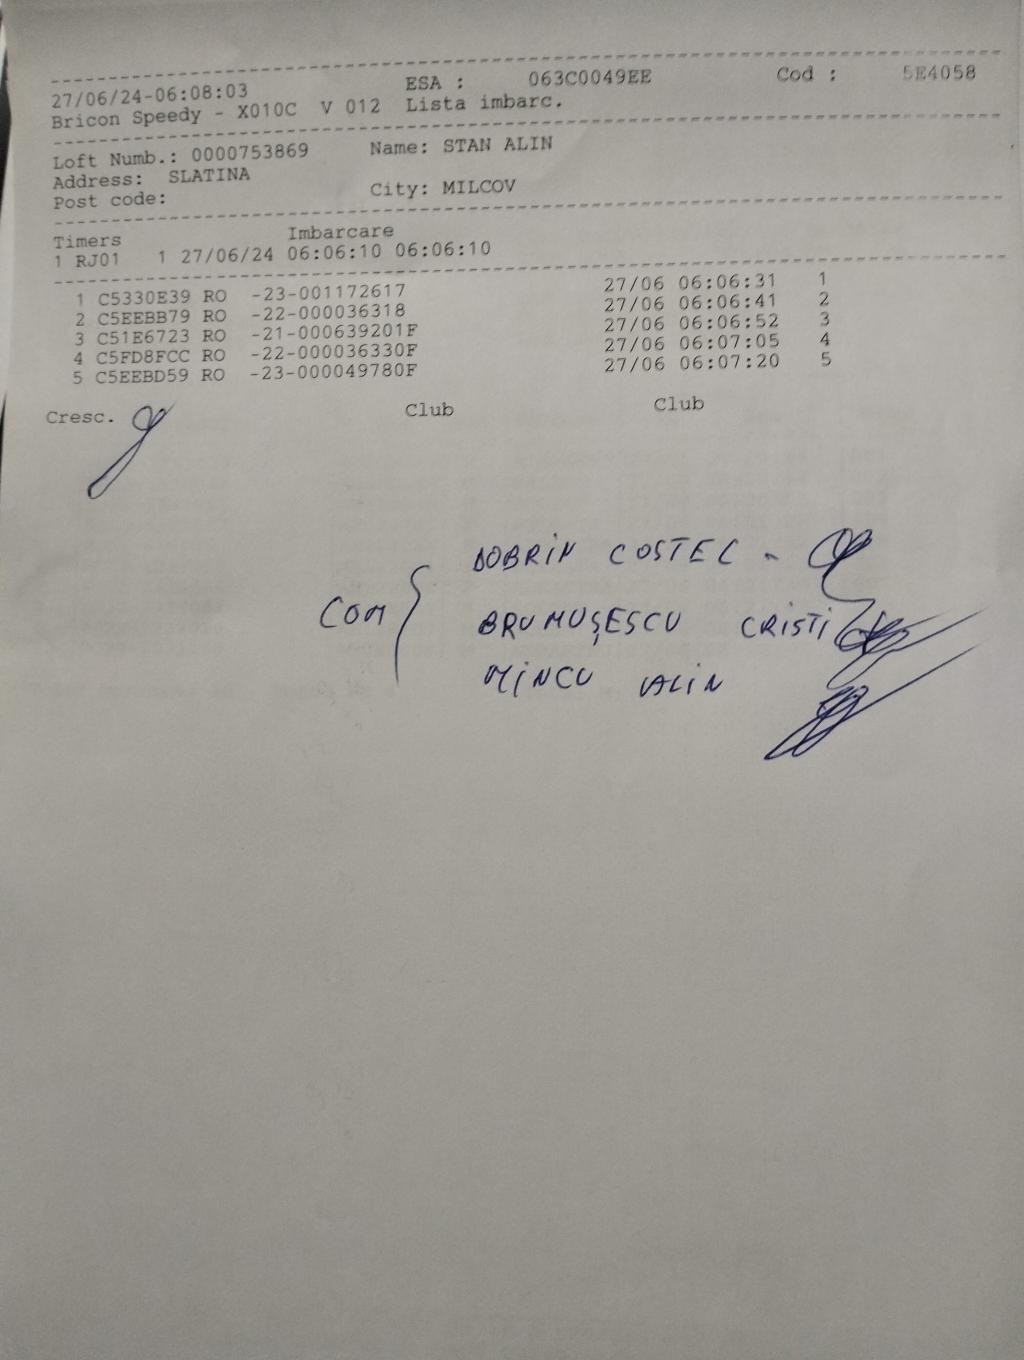 27/06/24-06:08:03 ESA : 063C0049EE Cod : 5E4058
Bricon Speedy - X010C V 012 Lista imbarc.
Loft Numb.: 0000753869 Name: STAN ALIN
Address: SLATINA
Post code: City: MILCOV
Timers Imbarcare
1 RJ01 1 27/06/24 06:06:10 06:06:10
1 C5330E39 RO -23-001172617 27/06 06:06:31 1
2 C5EEBB79 RO -22-000036318 27/06 06:06:41 2
3 C51E6723 RO -21-000639201F 27/06 06:06:52 3
4 C5FD8FCC RO -22-000036330F 27/06 06:07:05 4
5 C5EEBD59 RO -23-000049780F 27/06 06:07:20 5
Cresc. Club Club
DOBRIN COSTEL -
COM { BRUMUȘESCU CRISTI
MINCU ALIN